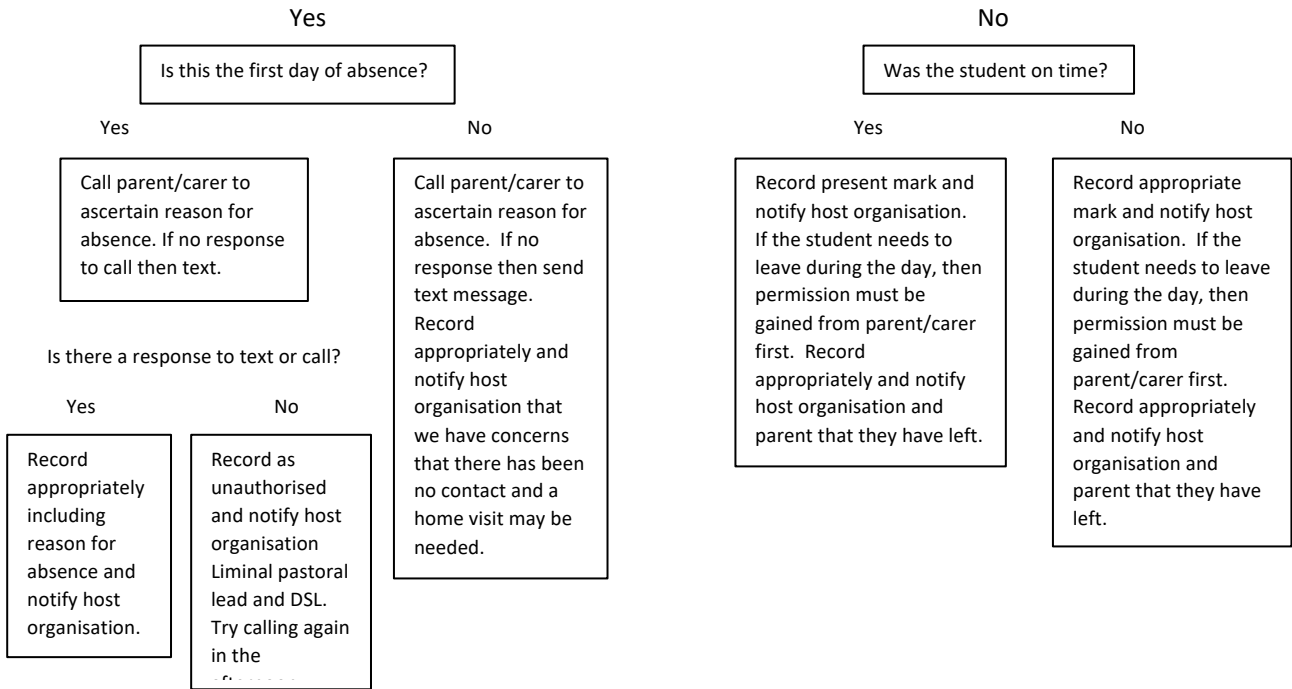 Yes
No
Is this the first day of absence?
Was the student on time?
Yes
No
Yes
No
Call parent/carer to
ascertain reason for
absence. If no response
to call then text.
Call parent/carer to
ascertain reason for
absence. If no
response then send
text message.
Record
appropriately and
notify host
organisation that
we have concerns
that there has been
no contact and a
home visit may be
needed.
Record present mark and
notify host organisation.
If the student needs to
leave during the day, then
permission must be
gained from parent/carer
first. Record
appropriately and notify
host organisation and
parent that they have left.
Record appropriate
mark and notify host
organisation. If the
student needs to leave
during the day, then
permission must be
gained from
parent/carer first.
Record appropriately
and notify host
organisation and
parent that they have
left.
Is there a response to text or call?
Yes
No
Record
appropriately
including
reason for
absence and
notify host
organisation.
Record as
unauthorised
and notify host
organisation
Liminal pastoral
lead and DSL.
Try calling again
in the